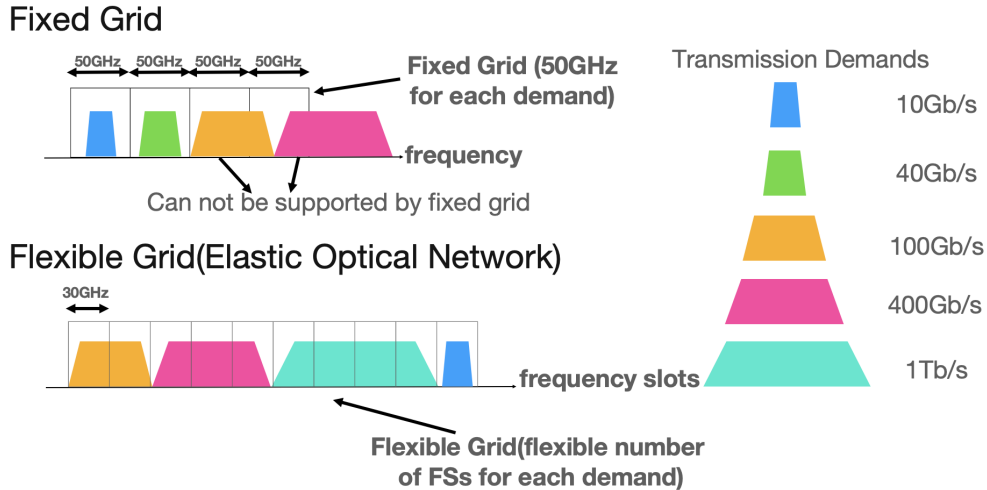 Fixed Grid
50GHz 50GHz 50GHz 50GHz
Fixed Grid (50GHz
for each demand)
frequency
Can not be supported by fixed grid
Transmission Demands
10Gb/s
40Gb/s
100Gb/s
400Gb/s
1Tb/s
Flexible Grid(Elastic Optical Network)
30GHz
frequency slots
Flexible Grid(flexible number
of FSs for each demand)